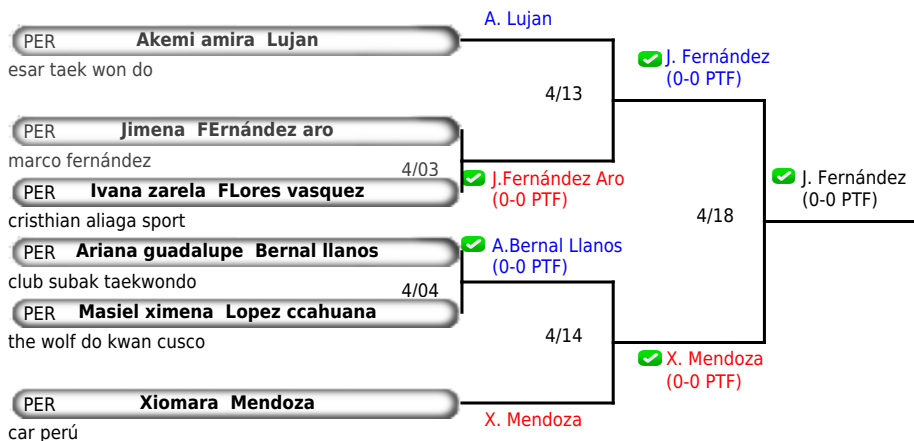 A. Lujan
PER Akemi amira Lujan
esar taek won do
J. Fernández
(0-0 PTF)
4/13
PER Jimena FErnández aro
marco fernández
4/03
J.Fernández Aro
(0-0 PTF)
PER Ivana zarela FLores vasquez
cristhian aliaga sport
J. Fernández
(0-0 PTF)
4/18
PER Ariana guadalupe Bernal llanos
club subak taekwondo
A.Bernal Llanos
(0-0 PTF)
4/04
PER Masiel ximena Lopez ccahuana
the wolf do kwan cusco
4/14
X. Mendoza
(0-0 PTF)
PER Xiomara Mendoza
car perú
X. Mendoza